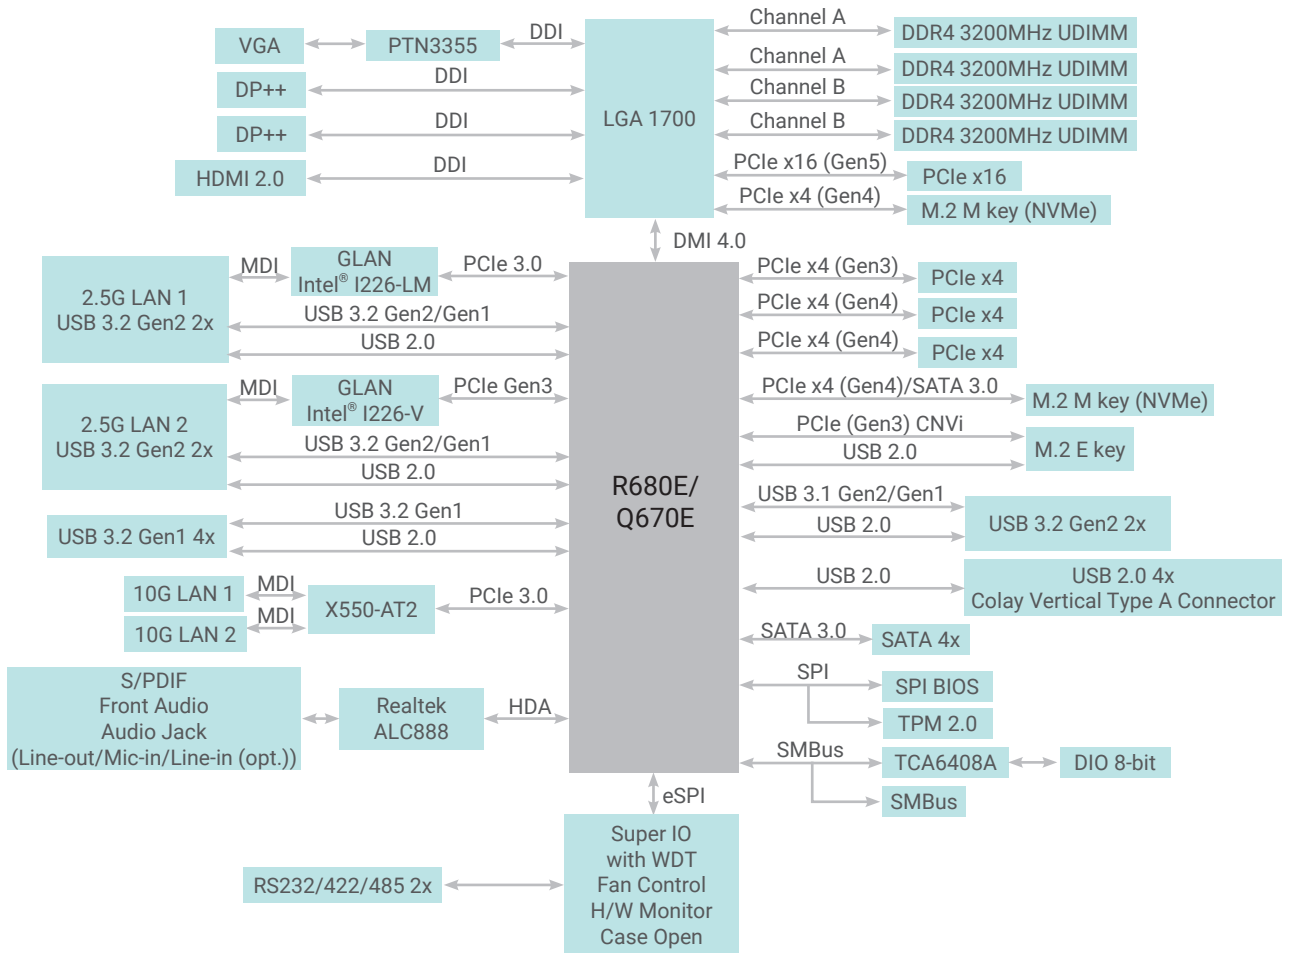 VGA
PTN3355
DDI
DP++
DDI
DP++
DDI
HDMI 2.0
DDI
LGA 1700
Channel A
DDR4 3200MHz UDIMM
Channel A
DDR4 3200MHz UDIMM
Channel B
DDR4 3200MHz UDIMM
Channel B
DDR4 3200MHz UDIMM
PCIe x16 (Gen5)
PCIe x16
PCIe x4 (Gen4)
M.2 M key (NVMe)
DMI 4.0
2.5G LAN 1
USB 3.2 Gen2 2x
MDI
GLAN
Intel® I226-LM
PCIe 3.0
USB 3.2 Gen2/Gen1
USB 2.0
2.5G LAN 2
USB 3.2 Gen2 2x
MDI
GLAN
Intel® I226-V
PCIe Gen3
USB 3.2 Gen2/Gen1
USB 2.0
USB 3.2 Gen1 4x
USB 3.2 Gen1
USB 2.0
10G LAN 1
MDI
10G LAN 2
MDI
X550-AT2
PCIe 3.0
S/PDIF
Front Audio
Audio Jack
(Line-out/Mic-in/Line-in (opt.))
Realtek
ALC888
HDA
R680E/
Q670E
PCIe x4 (Gen3)
PCIe x4
PCIe x4 (Gen4)
PCIe x4
PCIe x4 (Gen4)
PCIe x4
PCIe x4 (Gen4)/SATA 3.0
M.2 M key (NVMe)
PCIe (Gen3) CNVi
USB 2.0
M.2 E key
USB 3.1 Gen2/Gen1
USB 2.0
USB 3.2 Gen2 2x
USB 2.0
USB 2.0 4x
Colay Vertical Type A Connector
SATA 3.0
SATA 4x
SPI
SPI BIOS
TPM 2.0
SMBus
TCA6408A
DIO 8-bit
SMBus
eSPI
Super IO
with WDT
Fan Control
H/W Monitor
Case Open
RS232/422/485 2x